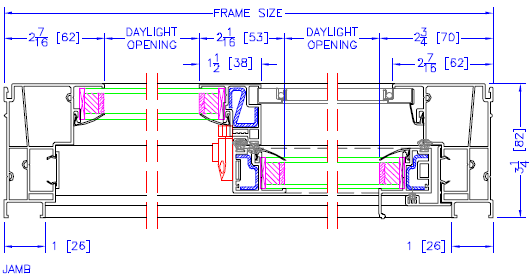 FRAME SIZE
2 7/16 [62]
DAYLIGHT OPENING
2 1/16 [53]
DAYLIGHT OPENING
2 3/4 [70]
1 1/2 [38]
2 7/16 [62]
3 1/4 [82]
1 [26]
1 [26]
JAMB